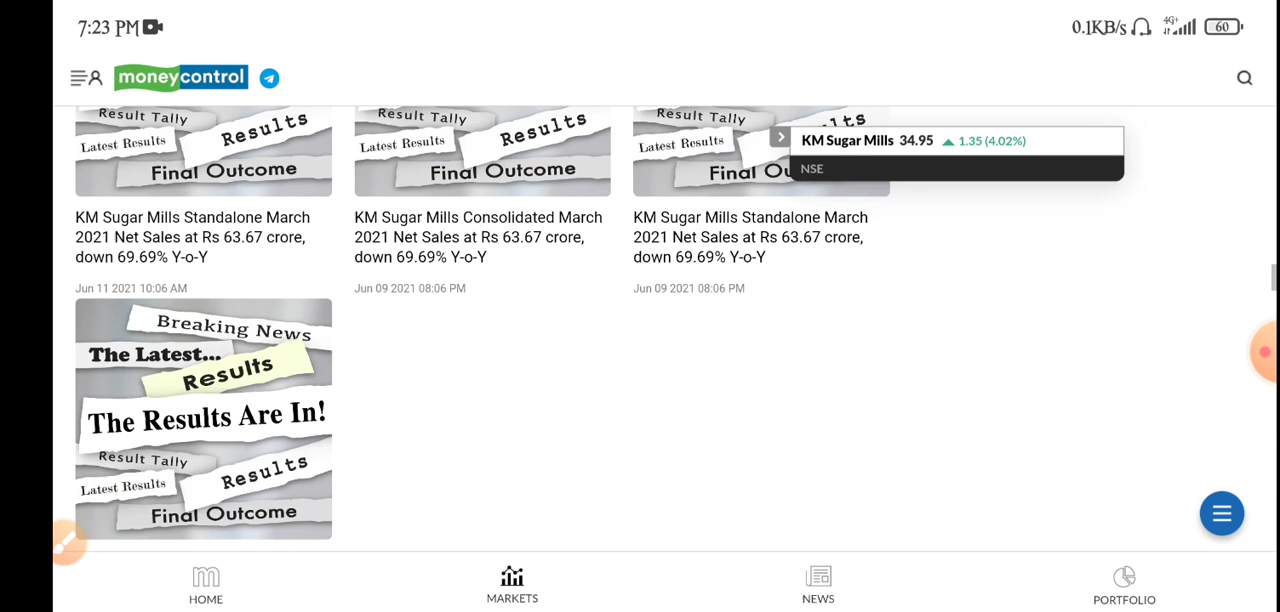 7:23 PM
0.1KB/s 4G+ 60
moneycontrol
Result Tally
Latest Results
Results
Final Outcome
Result Tally
Latest Results
Results
Final Outcome
Result Tally
Latest Results
Final
KM Sugar Mills 34.95 ▲ 1.35 (4.02%)
NSE
KM Sugar Mills Standalone March
2021 Net Sales at Rs 63.67 crore,
down 69.69% Y-o-Y
Jun 11 2021 10:06 AM
KM Sugar Mills Consolidated March
2021 Net Sales at Rs 63.67 crore,
down 69.69% Y-o-Y
Jun 09 2021 08:06 PM
KM Sugar Mills Standalone March
2021 Net Sales at Rs 63.67 crore,
down 69.69% Y-o-Y
Jun 09 2021 08:06 PM
Breaking News
The Latest...
Results
The Results Are In!
Result Tally
Results
Latest Results
Final Outcome
HOME
MARKETS
NEWS
PORTFOLIO